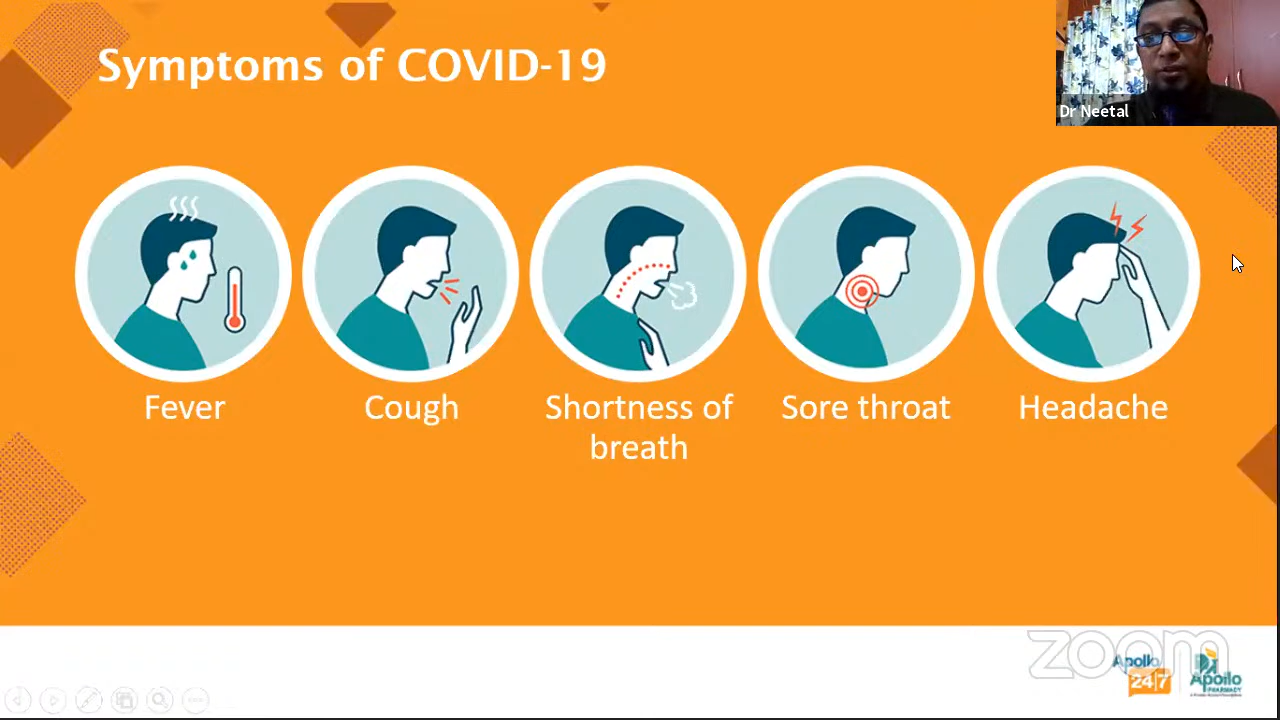 Symptoms of COVID-19
Dr Neetal
Fever
Cough
Shortness of
breath
Sore throat
Headache
zoom
Apollo
24|7
Apollo
PHARMACY